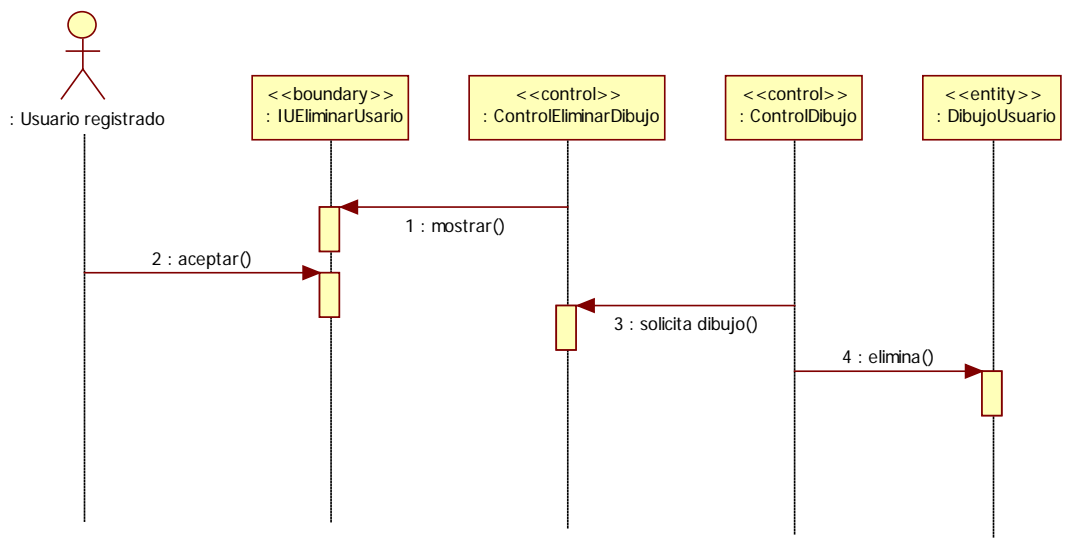 : Usuario registrado
<<boundary>>
: IUEliminarUsario
<<control>>
: ControlEliminarDibujo
<<control>>
: ControlDibujo
<<entity>>
: DibujoUsuario
1 : mostrar()
2 : aceptar()
3 : solicita dibujo()
4 : elimina()